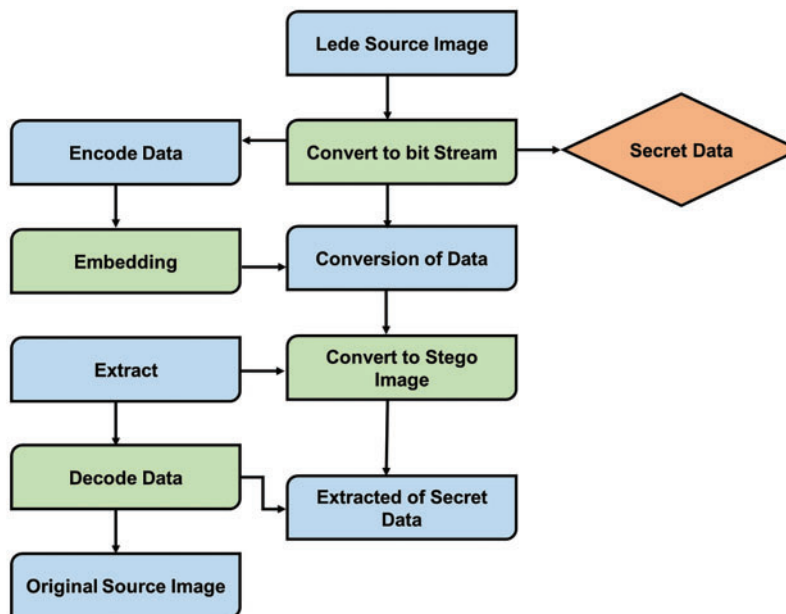 Lede Source Image
Encode Data
Convert to bit Stream
Secret Data
Embedding
Conversion of Data
Extract
Convert to Stego
Image
Decode Data
Extracted of Secret
Data
Original Source Image